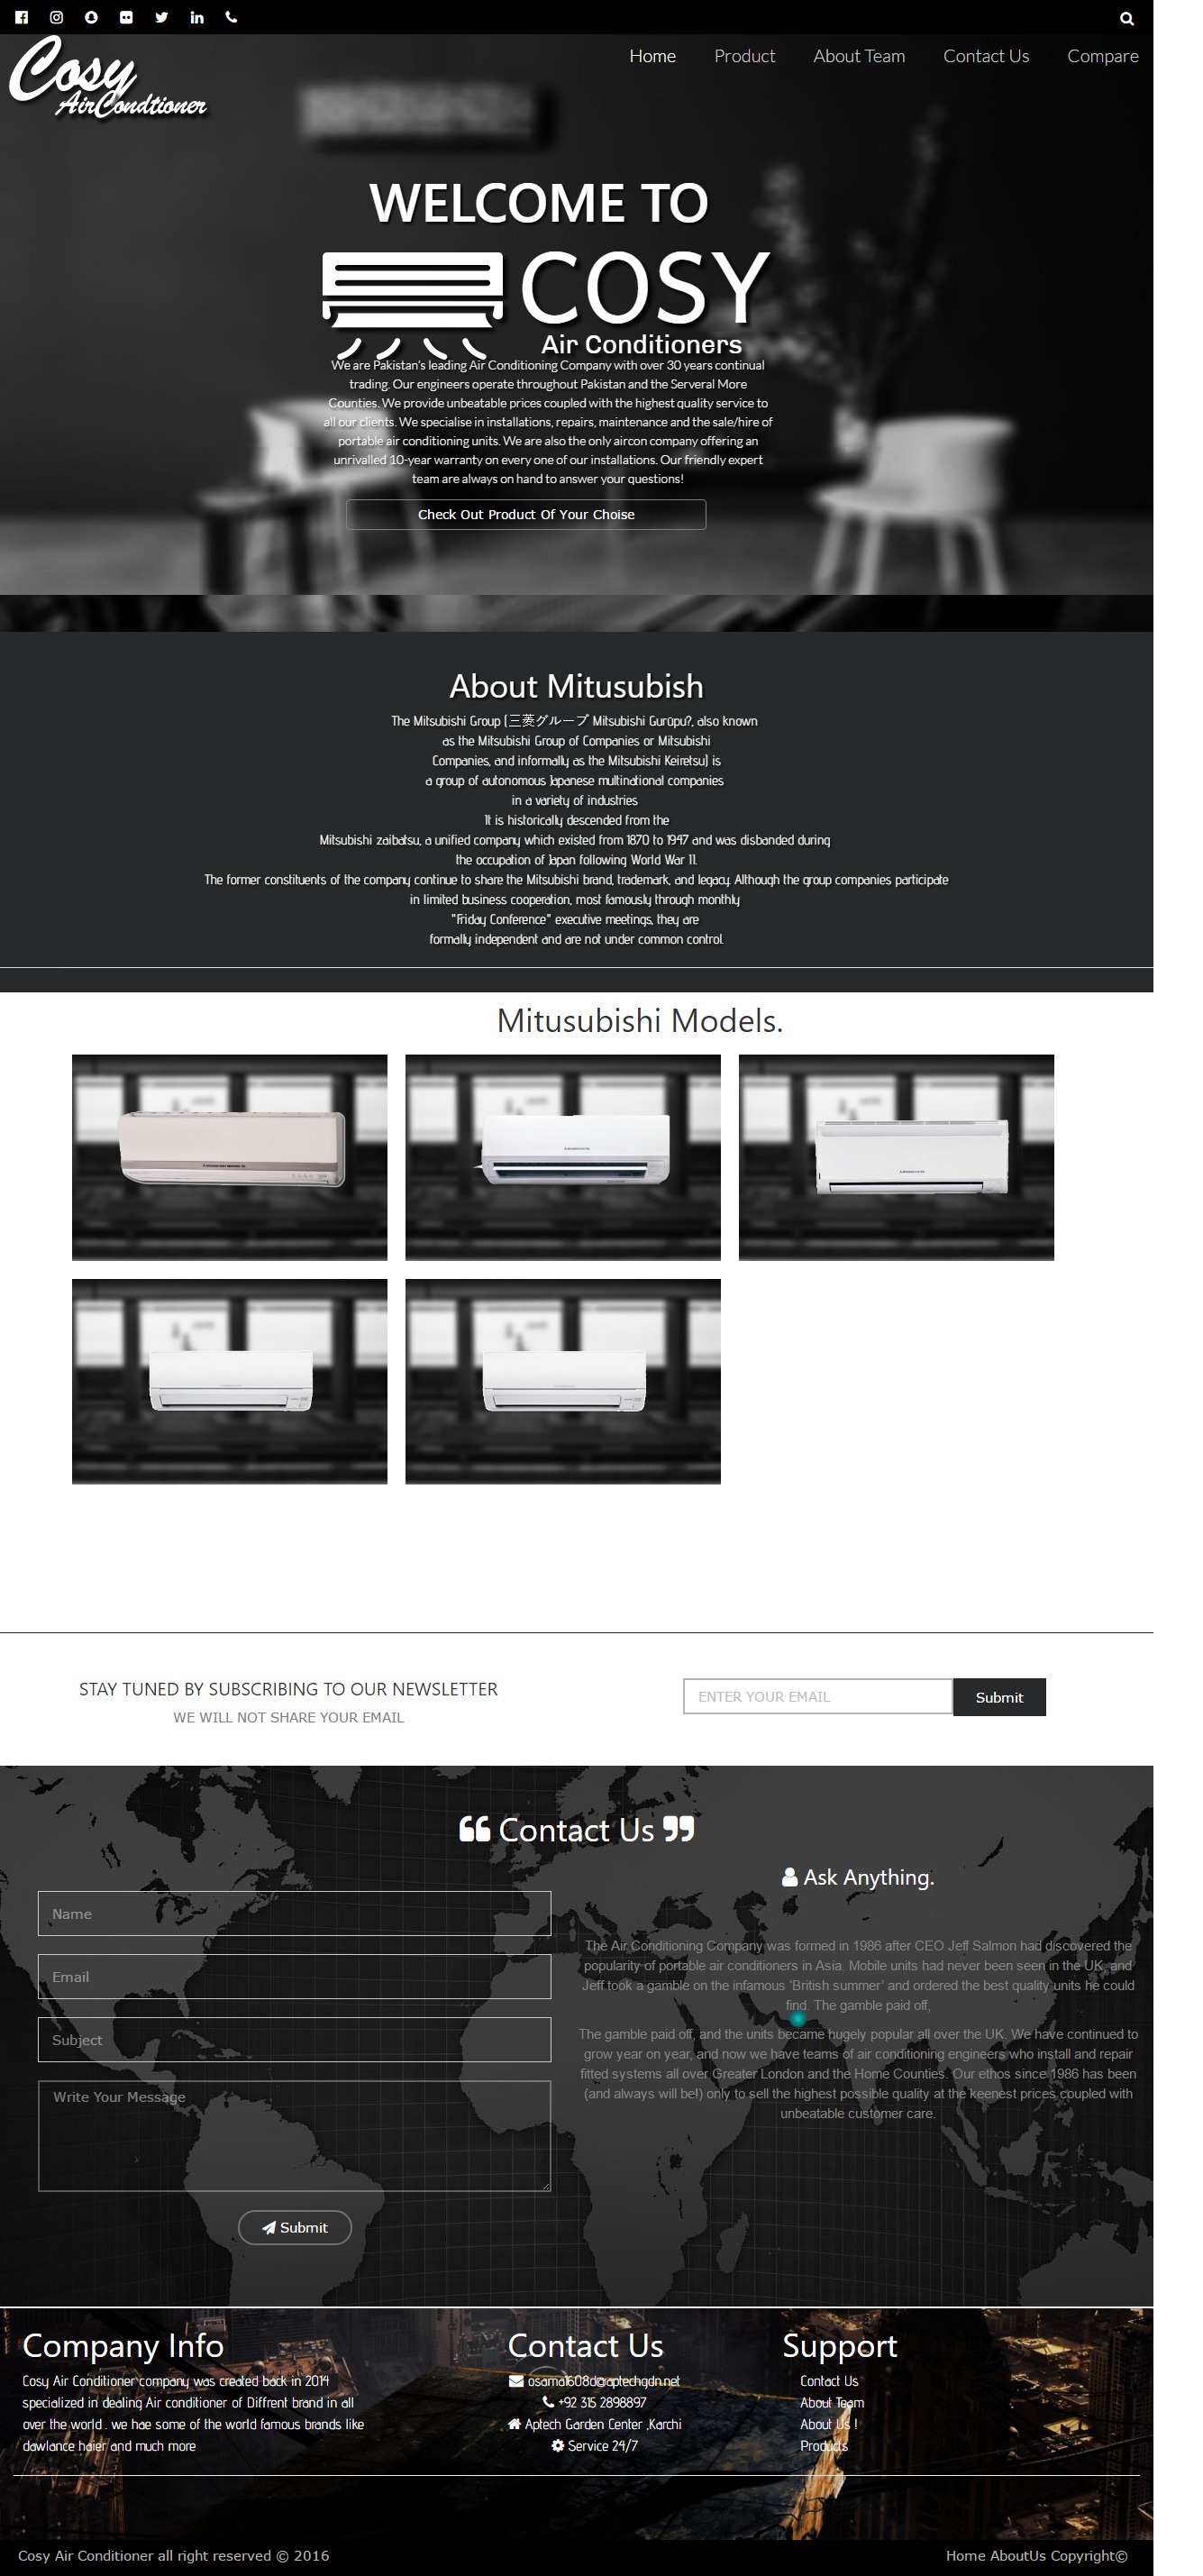 Home Product About Team Contact Us Compare
Cosy
AirCondtioner
WELCOME TO
COSY
Air Conditioners
We are Pakistan's leading Air Conditioning Company with over 30 years continual
trading. Our engineers operate throughout Pakistan and the Serveral More
Counties. We provide unbeatable prices coupled with the highest quality service to
all our clients. We specialise in installations, repairs, maintenance and the sale/hire of
portable air conditioning units. We are also the only aircon company offering an
unrivalled 10-year warranty on every one of our installations. Our friendly expert
team are always on hand to answer your questions!
Check Out Product Of Your Choise
About Mitusubish
The Mitsubishi Group (三菱グループ Mitsubishi Gurūpu?, also known
as the Mitsubishi Group of Companies or Mitsubishi
Companies, and informally as the Mitsubishi Keiretsu) is
a group of autonomous Japanese multinational companies
in a variety of industries
It is historically descended from the
Mitsubishi zaibatsu, a unified company which existed from 1870 to 1947 and was disbanded during
the occupation of Japan following World War II.
The former constituents of the company continue to share the Mitsubishi brand, trademark, and legacy. Although the group companies participate
in limited business cooperation, most famously through monthly
"Friday Conference" executive meetings, they are
formally independent and are not under common control.
Mitusubishi Models.
STAY TUNED BY SUBSCRIBING TO OUR NEWSLETTER
WE WILL NOT SHARE YOUR EMAIL
ENTER YOUR EMAIL
Submit
Contact Us
Name
Email
Subject
Write Your Message
Submit
Ask Anything.
The Air Conditioning Company was formed in 1986 after CEO Jeff Salmon had discovered the
popularity of portable air conditioners in Asia. Mobile units had never been seen in the UK, and
Jeff took a gamble on the infamous 'British summer' and ordered the best quality units he could
find. The gamble paid off,
The gamble paid off, and the units became hugely popular all over the UK. We have continued to
grow year on year, and now we have teams of air conditioning engineers who install and repair
fitted systems all over Greater London and the Home Counties. Our ethos since 1986 has been
(and always will be!) only to sell the highest possible quality at the keenest prices coupled with
unbeatable customer care.
Company Info
Cosy Air Conditioner company was created back in 2014
specialized in dealing Air conditioner of Diffrent brand in all
over the world . we hae some of the world famous brands like
dawlance haier and much more
Contact Us
osama1608d@aptechgdn.net
+92 315 2898897
Aptech Garden Center ,Karchi
Service 24/7
Support
Contact Us
About Team
About Us !
Products
Cosy Air Conditioner all right reserved © 2016
Home AboutUs Copyright©